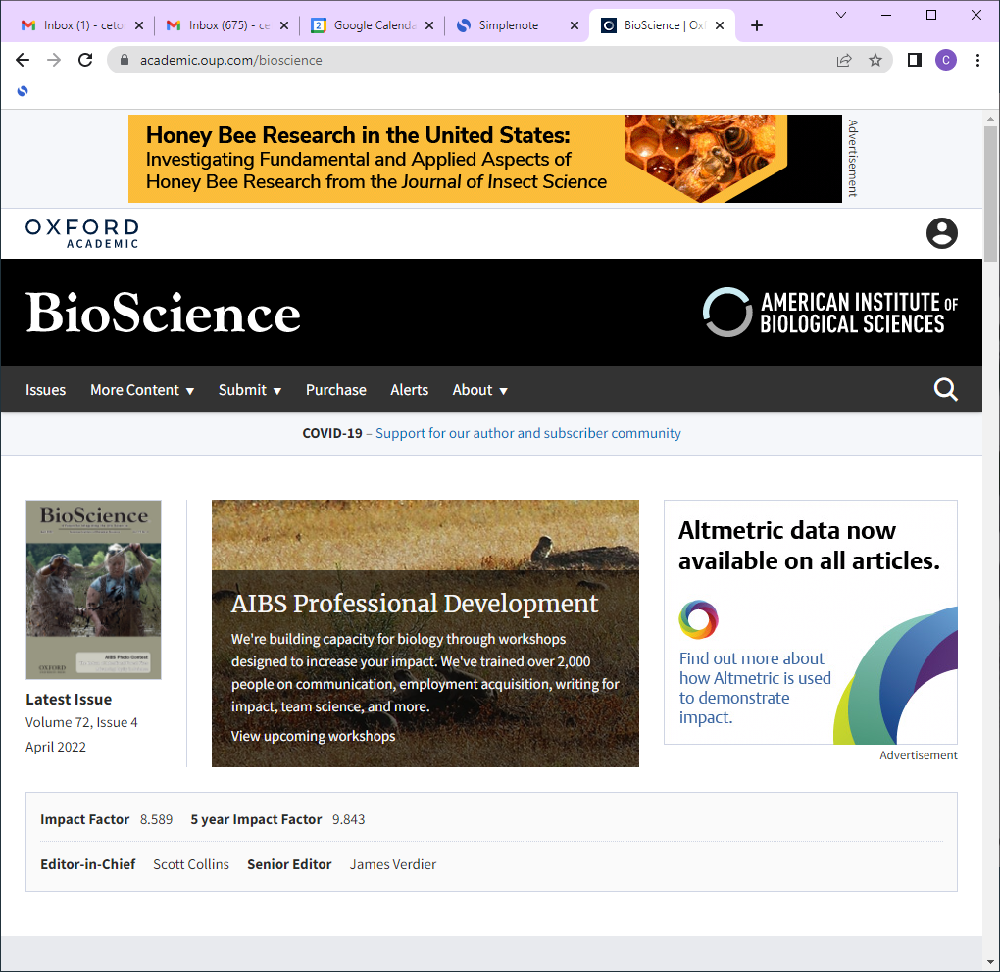 Inbox (1) - cetor
Inbox (675) - ce
Google Calenda
Simplenote
BioScience | Oxf
academic.oup.com/bioscience
C
Honey Bee Research in the United States:
Investigating Fundamental and Applied Aspects of
Honey Bee Research from the Journal of Insect Science
Advertisement
OXFORD
ACADEMIC
BioScience
AMERICAN INSTITUTE OF
BIOLOGICAL SCIENCES
Issues More Content Submit Purchase Alerts About
COVID-19 – Support for our author and subscriber community
BioScience
AIBS Photo Contest
OXFORD
Latest Issue
Volume 72, Issue 4
April 2022
AIBS Professional Development
We're building capacity for biology through workshops
designed to increase your impact. We've trained over 2,000
people on communication, employment acquisition, writing for
impact, team science, and more.
View upcoming workshops
Altmetric data now
available on all articles.
Find out more about
how Altmetric is used
to demonstrate
impact.
Advertisement
Impact Factor 8.589 5 year Impact Factor 9.843
Editor-in-Chief Scott Collins Senior Editor James Verdier